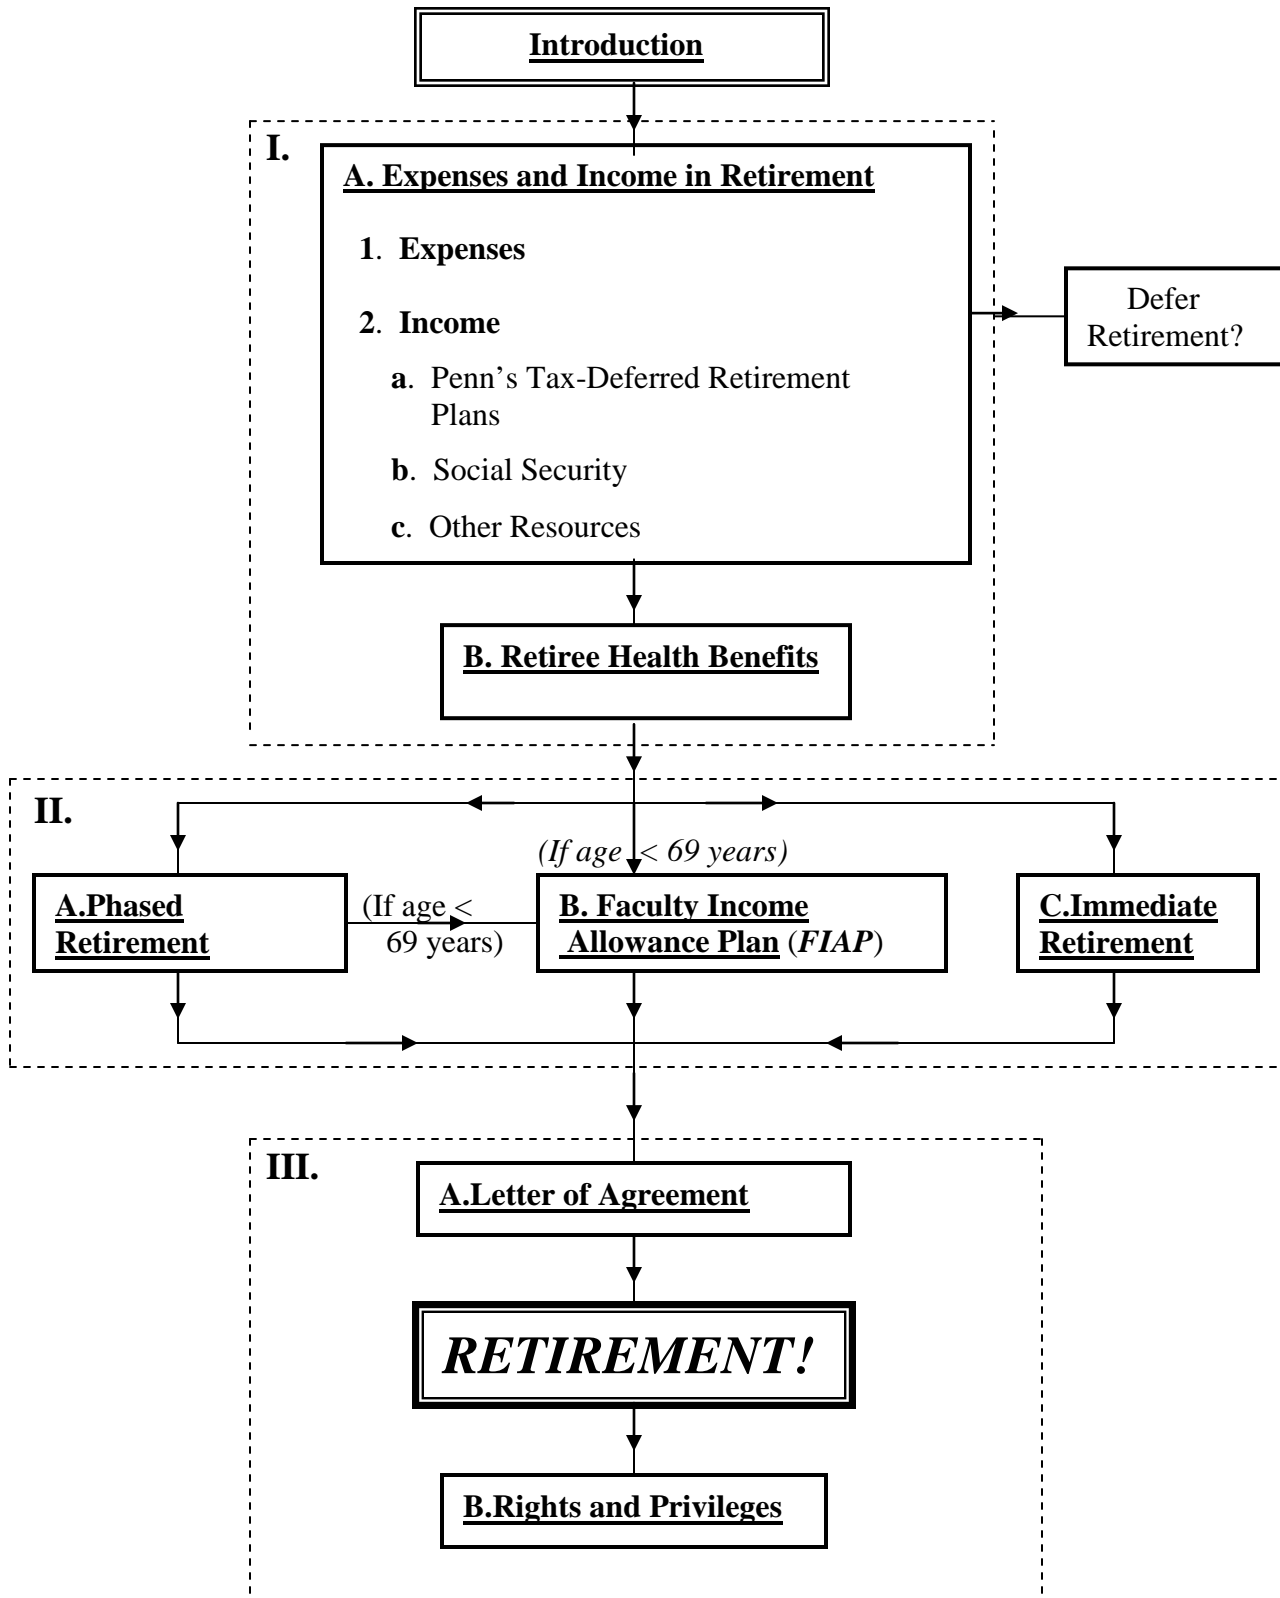 Introduction
I.
A. Expenses and Income in Retirement
1. Expenses
2. Income
a. Penn's Tax-Deferred Retirement
Plans
b. Social Security
c. Other Resources
Defer
Retirement?
B. Retiree Health Benefits
II.
(If age < 69 years)
A.Phased
Retirement
(If age <
69 years)
B. Faculty Income
Allowance Plan (FIAP)
C.Immediate
Retirement
III.
A.Letter of Agreement
RETIREMENT!
B.Rights and Privileges